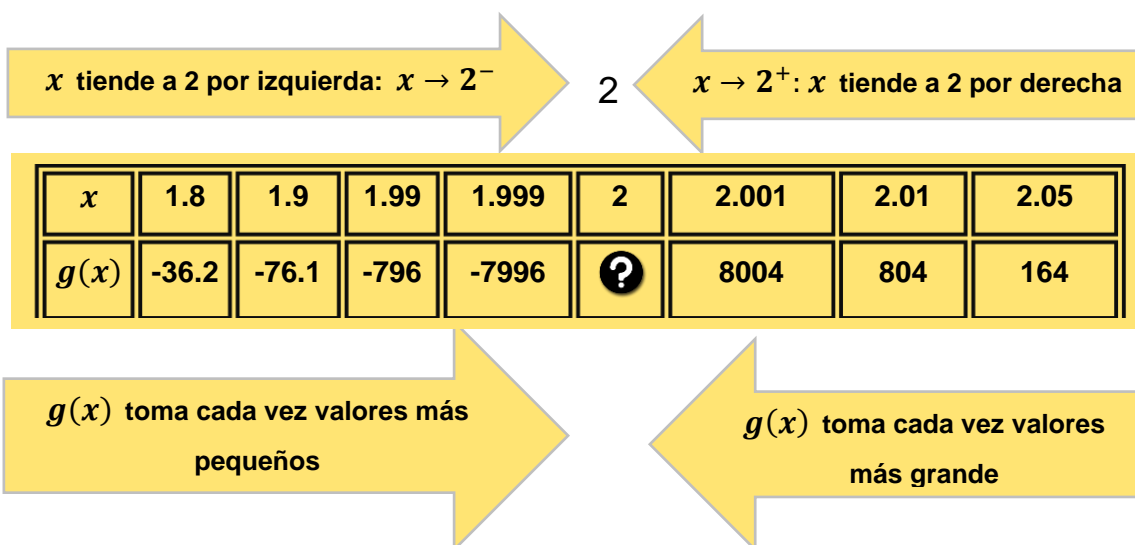 x tiende a 2 por izquierda: x → 2⁻
2
x → 2⁺: x tiende a 2 por derecha
x 1.8 1.9 1.99 1.999 2 2.001 2.01 2.05
g(x) -36.2 -76.1 -796 -7996 ? 8004 804 164
g(x) toma cada vez valores más
pequeños
g(x) toma cada vez valores
más grande